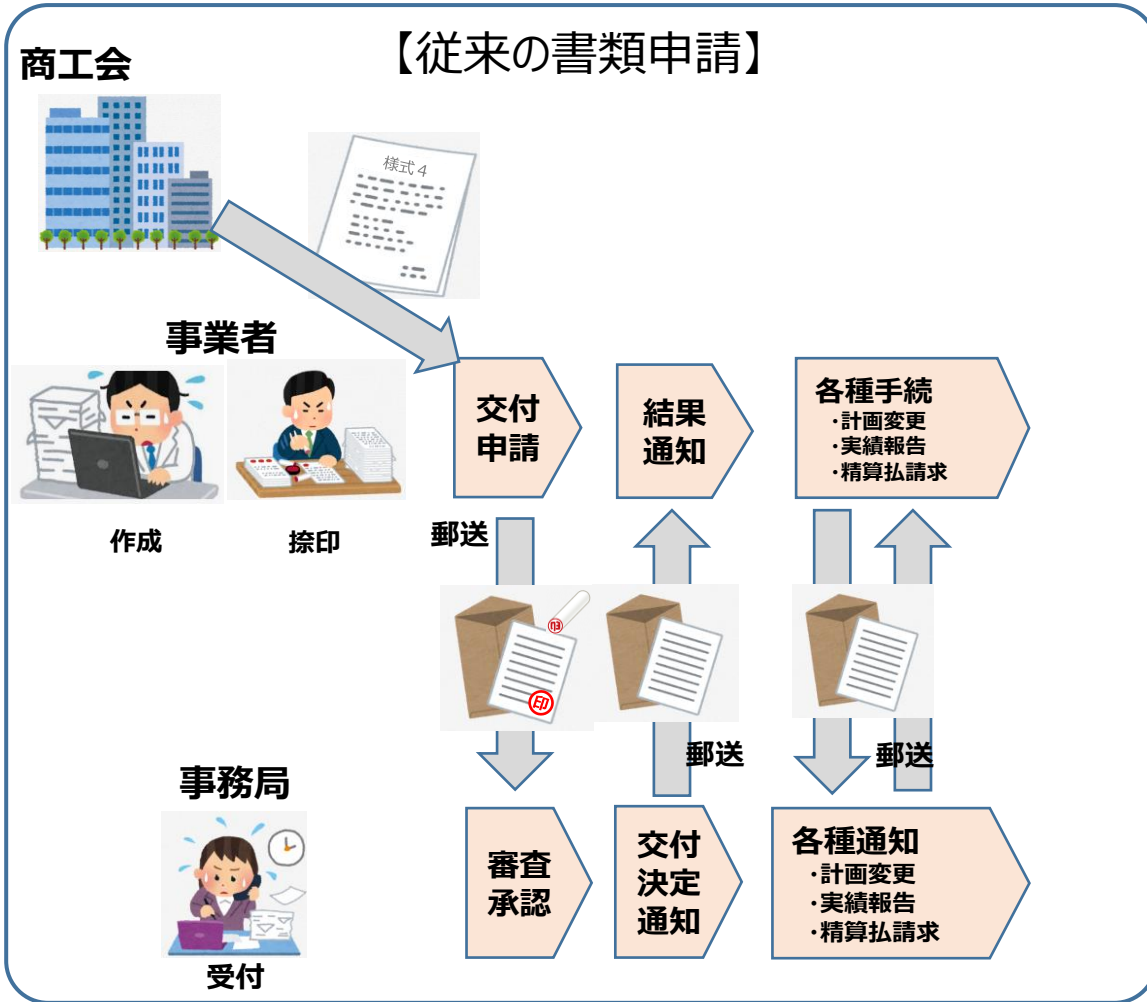 【従来の書類申請】
商工会
様式4
事業者
作成
捺印
交付
申請
結果
通知
各種手続
・計画変更
・実績報告
・精算払請求
郵送
印
印
郵送
郵送
事務局
受付
審査
承認
交付
決定
通知
各種通知
・計画変更
・実績報告
・精算払請求